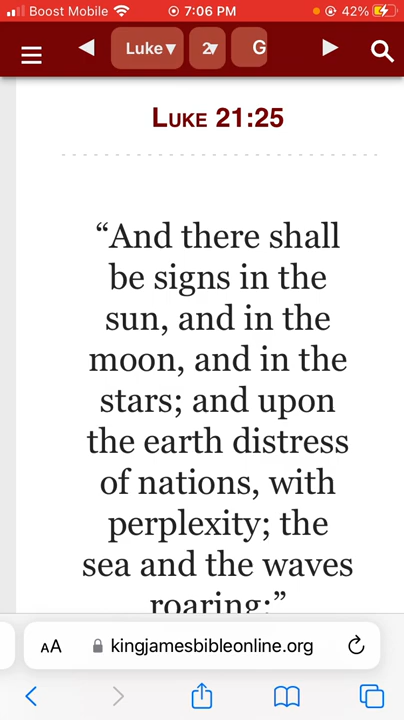 Boost Mobile 7:06 PM 42%
Luke▾ 2▾ G
LUKE 21:25
“And there shall
be signs in the
sun, and in the
moon, and in the
stars; and upon
the earth distress
of nations, with
perplexity; the
sea and the waves
roaring;”
AA kingjamesbibleonline.org